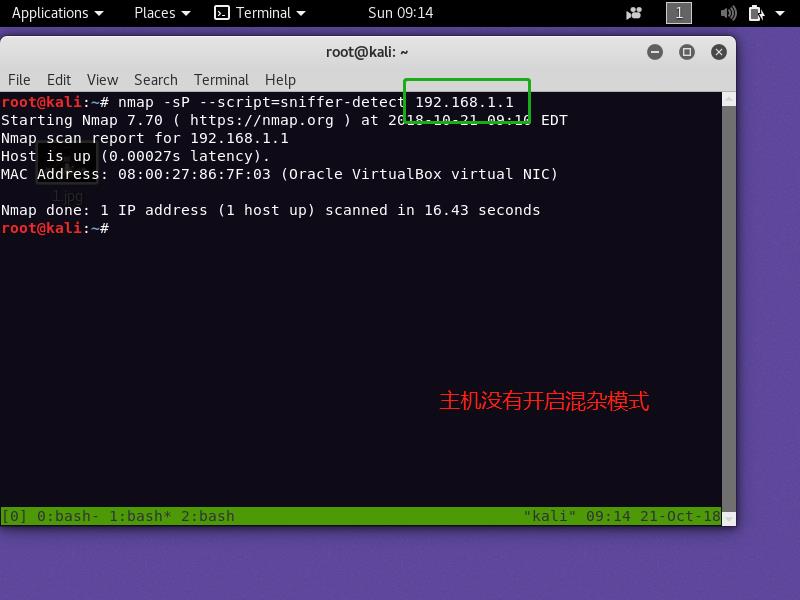 Applications Places Terminal Sun 09:14 1
root@kali: ~
File Edit View Search Terminal Help
root@kali:~# nmap -sP --script=sniffer-detect 192.168.1.1
Starting Nmap 7.70 ( https://nmap.org ) at 2018-10-21 09:10 EDT
Nmap scan report for 192.168.1.1
Host is up (0.00027s latency).
MAC Address: 08:00:27:86:7F:03 (Oracle VirtualBox virtual NIC)
1.jpg
Nmap done: 1 IP address (1 host up) scanned in 16.43 seconds
root@kali:~#
主机没有开启混杂模式
[0] 0:bash- 1:bash* 2:bash "kali" 09:14 21-Oct-18